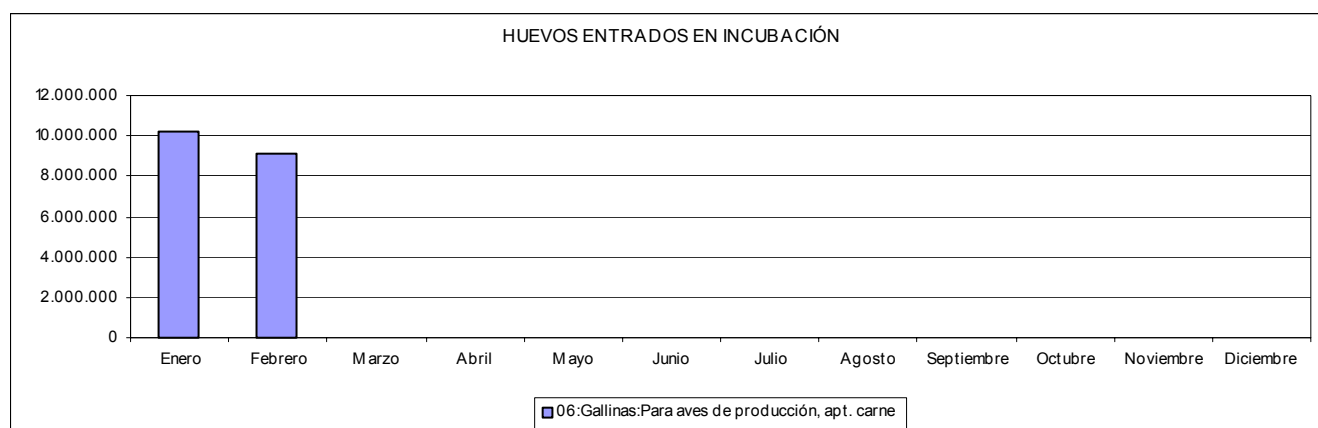 HUEVOS ENTRADOS EN INCUBACIÓN
12.000.000
10.000.000
8.000.000
6.000.000
4.000.000
2.000.000
0
Enero Febrero Marzo Abril Mayo Junio Julio Agosto Septiembre Octubre Noviembre Diciembre
06:Gallinas:Para aves de producción, apt. carne